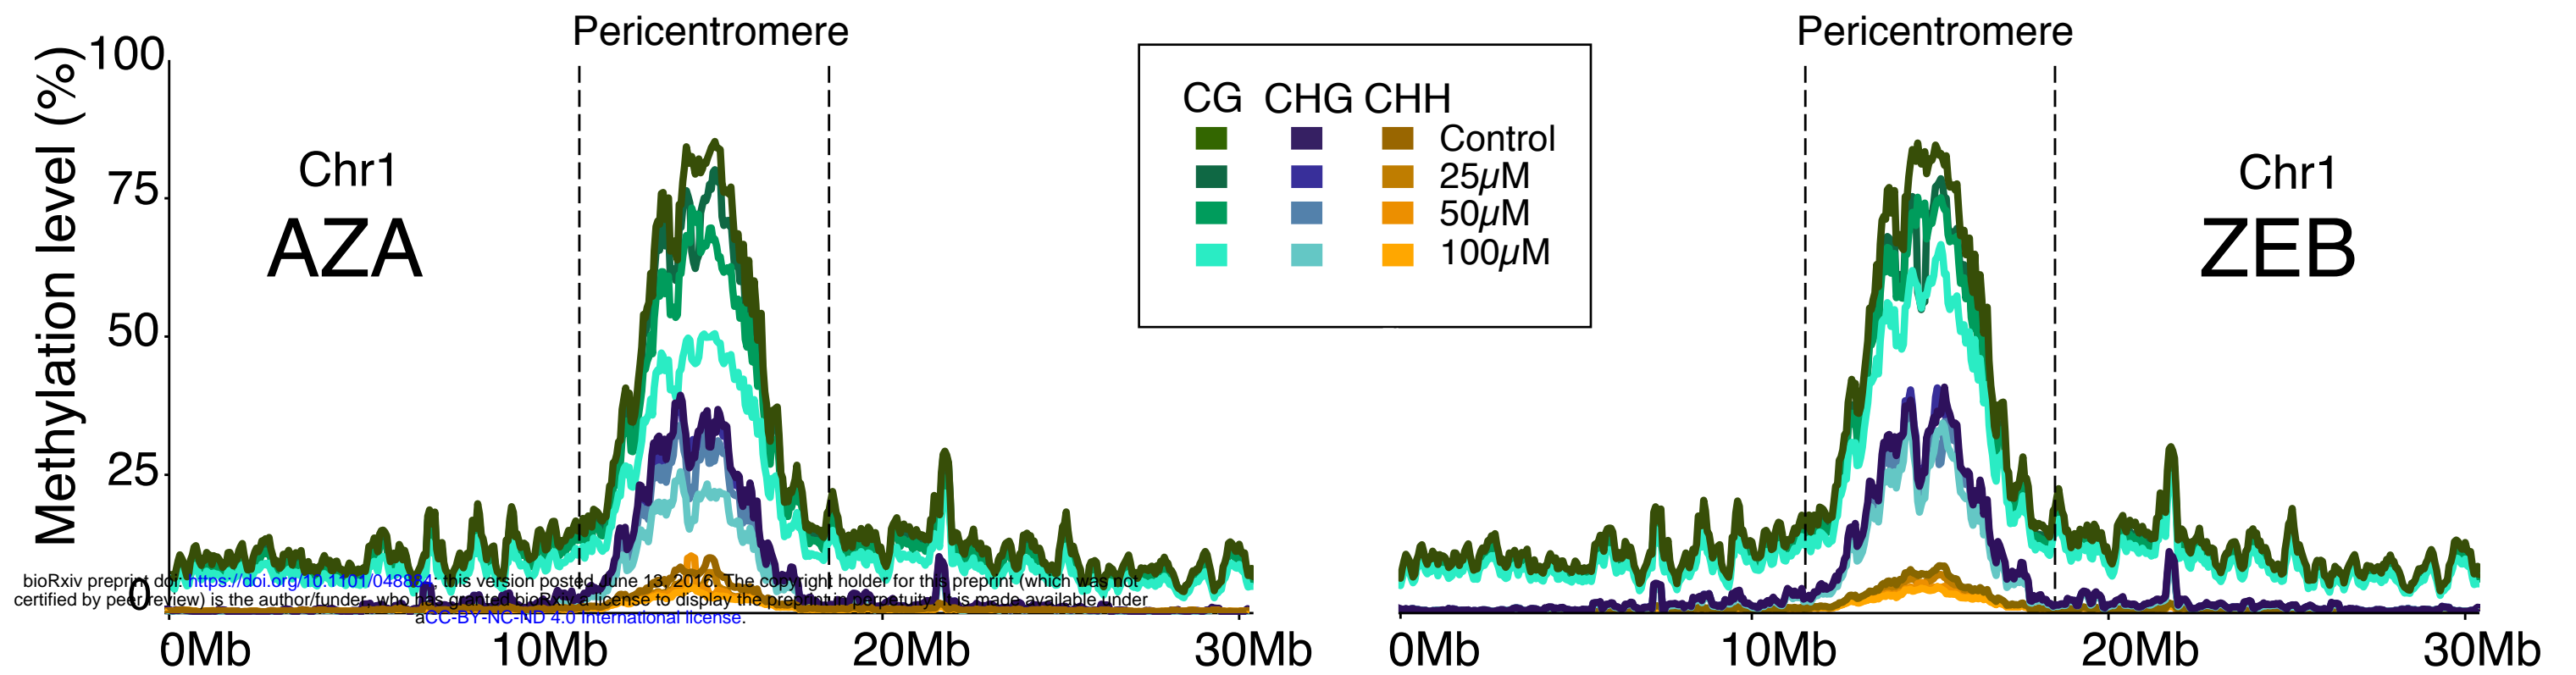 Pericentromere
Pericentromere
Methylation level (%)
100
75
50
25
0
Chr1
AZA
CG CHG CHH
Control
25µM
50µM
100µM
Chr1
ZEB
bioRxiv preprint doi: https://doi.org/10.1101/048884; this version posted June 13, 2016. The copyright holder for this preprint (which was not
certified by peer review) is the author/funder, who has granted bioRxiv a license to display the preprint in perpetuity. It is made available under
aCC-BY-NC-ND 4.0 International license.
0Mb 10Mb 20Mb 30Mb
0Mb 10Mb 20Mb 30Mb